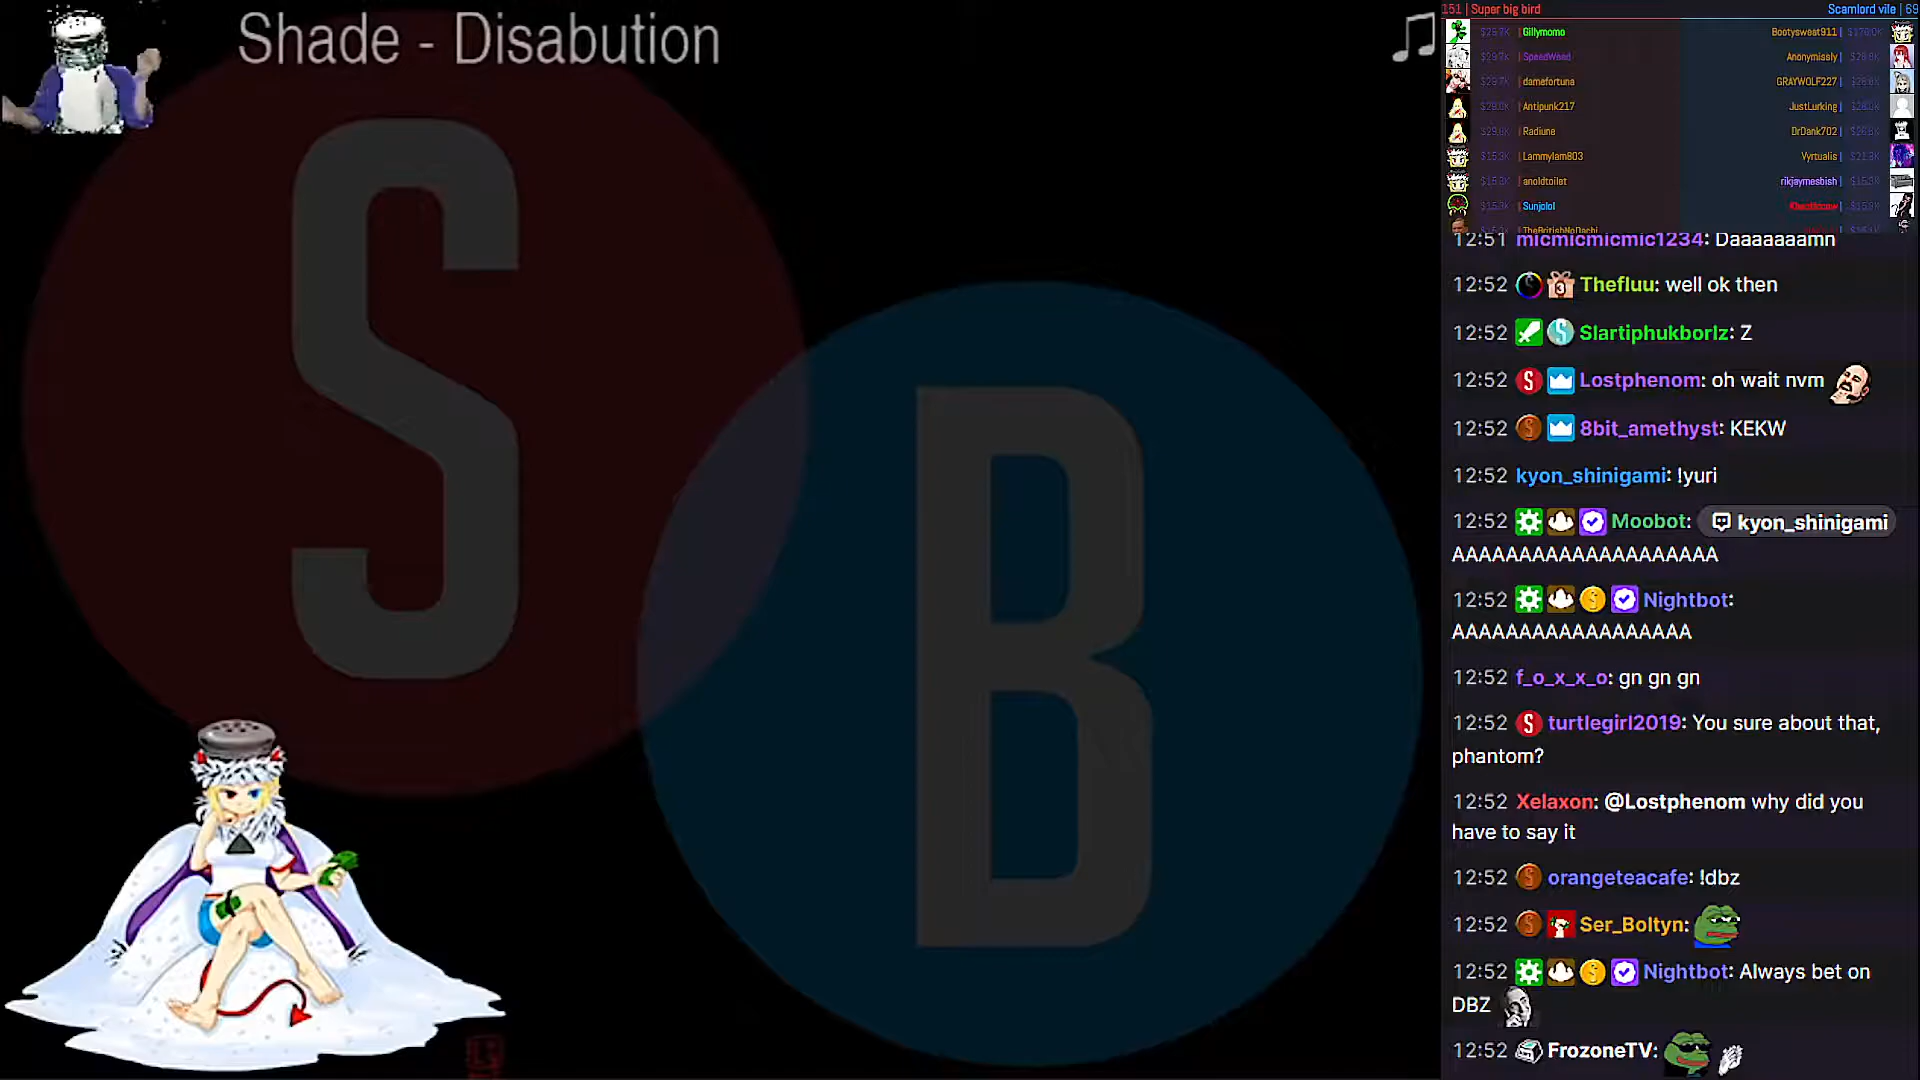 Shade - Disabution
S
B
151 | Super big bird
Scamlord vile | 69
Gillymomo
Bootysweat911
SpeedWeed
Anonymissly
damefortuna
GRAYWOLF227
Antipunk217
JustLurking
Radiune
DrDank702
Lammylam803
Vyrtualis
anoldtoilet
rikjaymesbish
Sunjolol
TheBritishNoDachi
12:51 micmicmicmic1234: Daaaaaaamn
12:52 Thefluu: well ok then
12:52 Slartiphukborlz: Z
12:52 Lostphenom: oh wait nvm
12:52 8bit_amethyst: KEKW
12:52 kyon_shinigami: !yuri
12:52 Moobot: kyon_shinigami
AAAAAAAAAAAAAAAAAAAA
12:52 Nightbot:
AAAAAAAAAAAAAAAAAA
12:52 f_o_x_x_o: gn gn gn
12:52 turtlegirl2019: You sure about that,
phantom?
12:52 Xelaxon: @Lostphenom why did you
have to say it
12:52 orangeteacafe: !dbz
12:52 Ser_Boltyn:
12:52 Nightbot: Always bet on
DBZ
12:52 FrozoneTV: